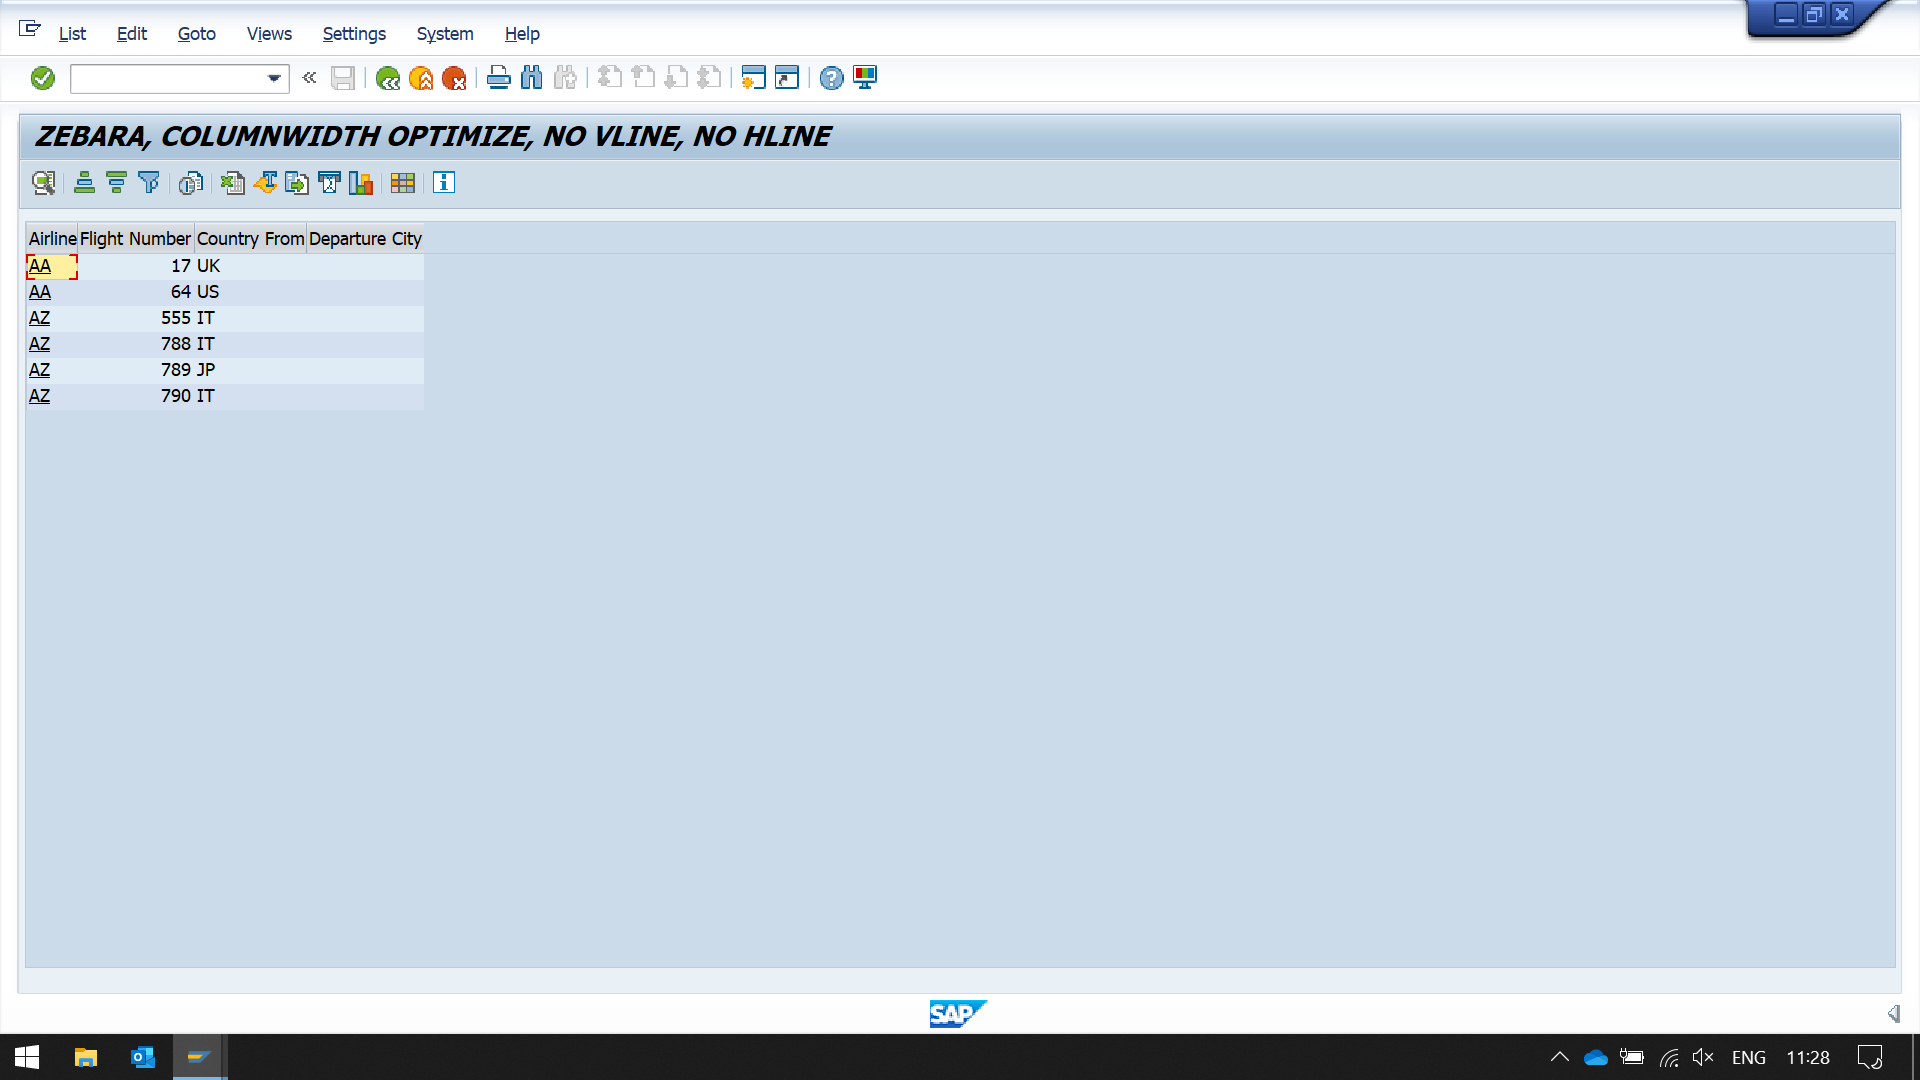 List Edit Goto Views Settings System Help
ZEBARA, COLUMNWIDTH OPTIMIZE, NO VLINE, NO HLINE
Airline Flight Number Country From Departure City
AA 17 UK
AA 64 US
AZ 555 IT
AZ 788 IT
AZ 789 JP
AZ 790 IT
SAP
ENG 11:28